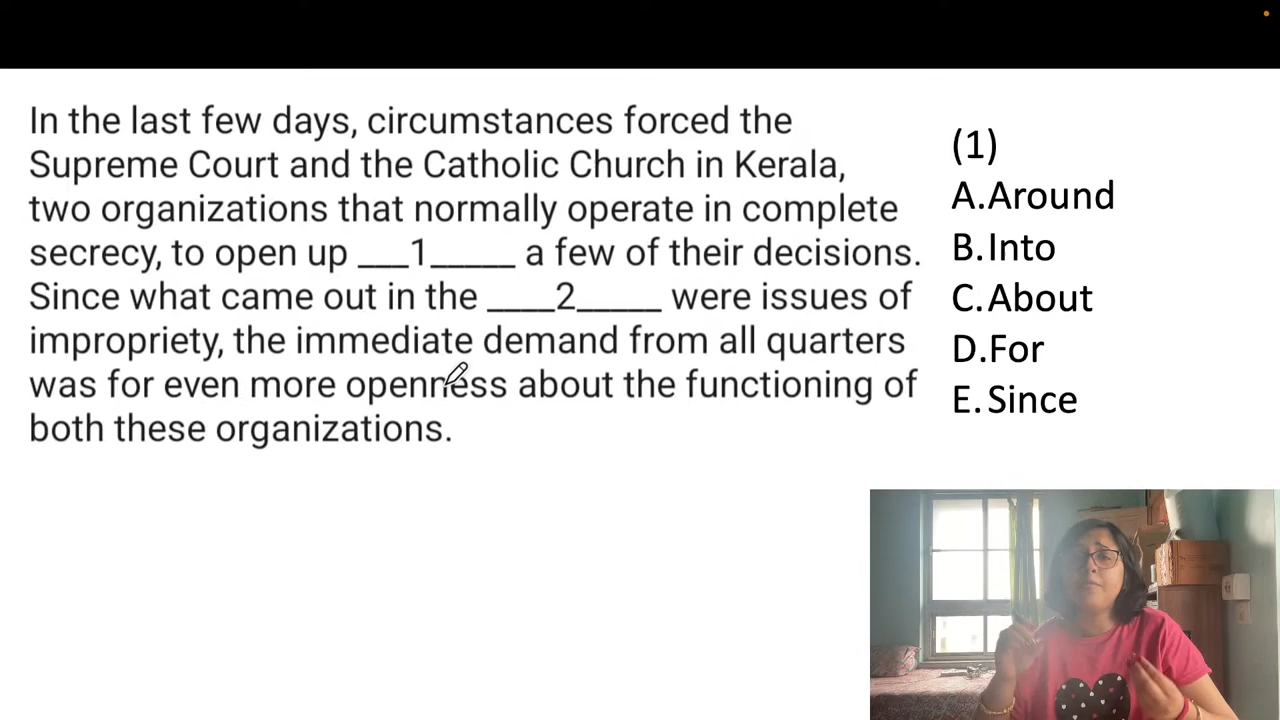 In the last few days, circumstances forced the
Supreme Court and the Catholic Church in Kerala,
two organizations that normally operate in complete
secrecy, to open up ___1_____ a few of their decisions.
Since what came out in the ____2_____ were issues of
impropriety, the immediate demand from all quarters
was for even more openness about the functioning of
both these organizations.
(1)
A.Around
B.Into
C.About
D.For
E.Since